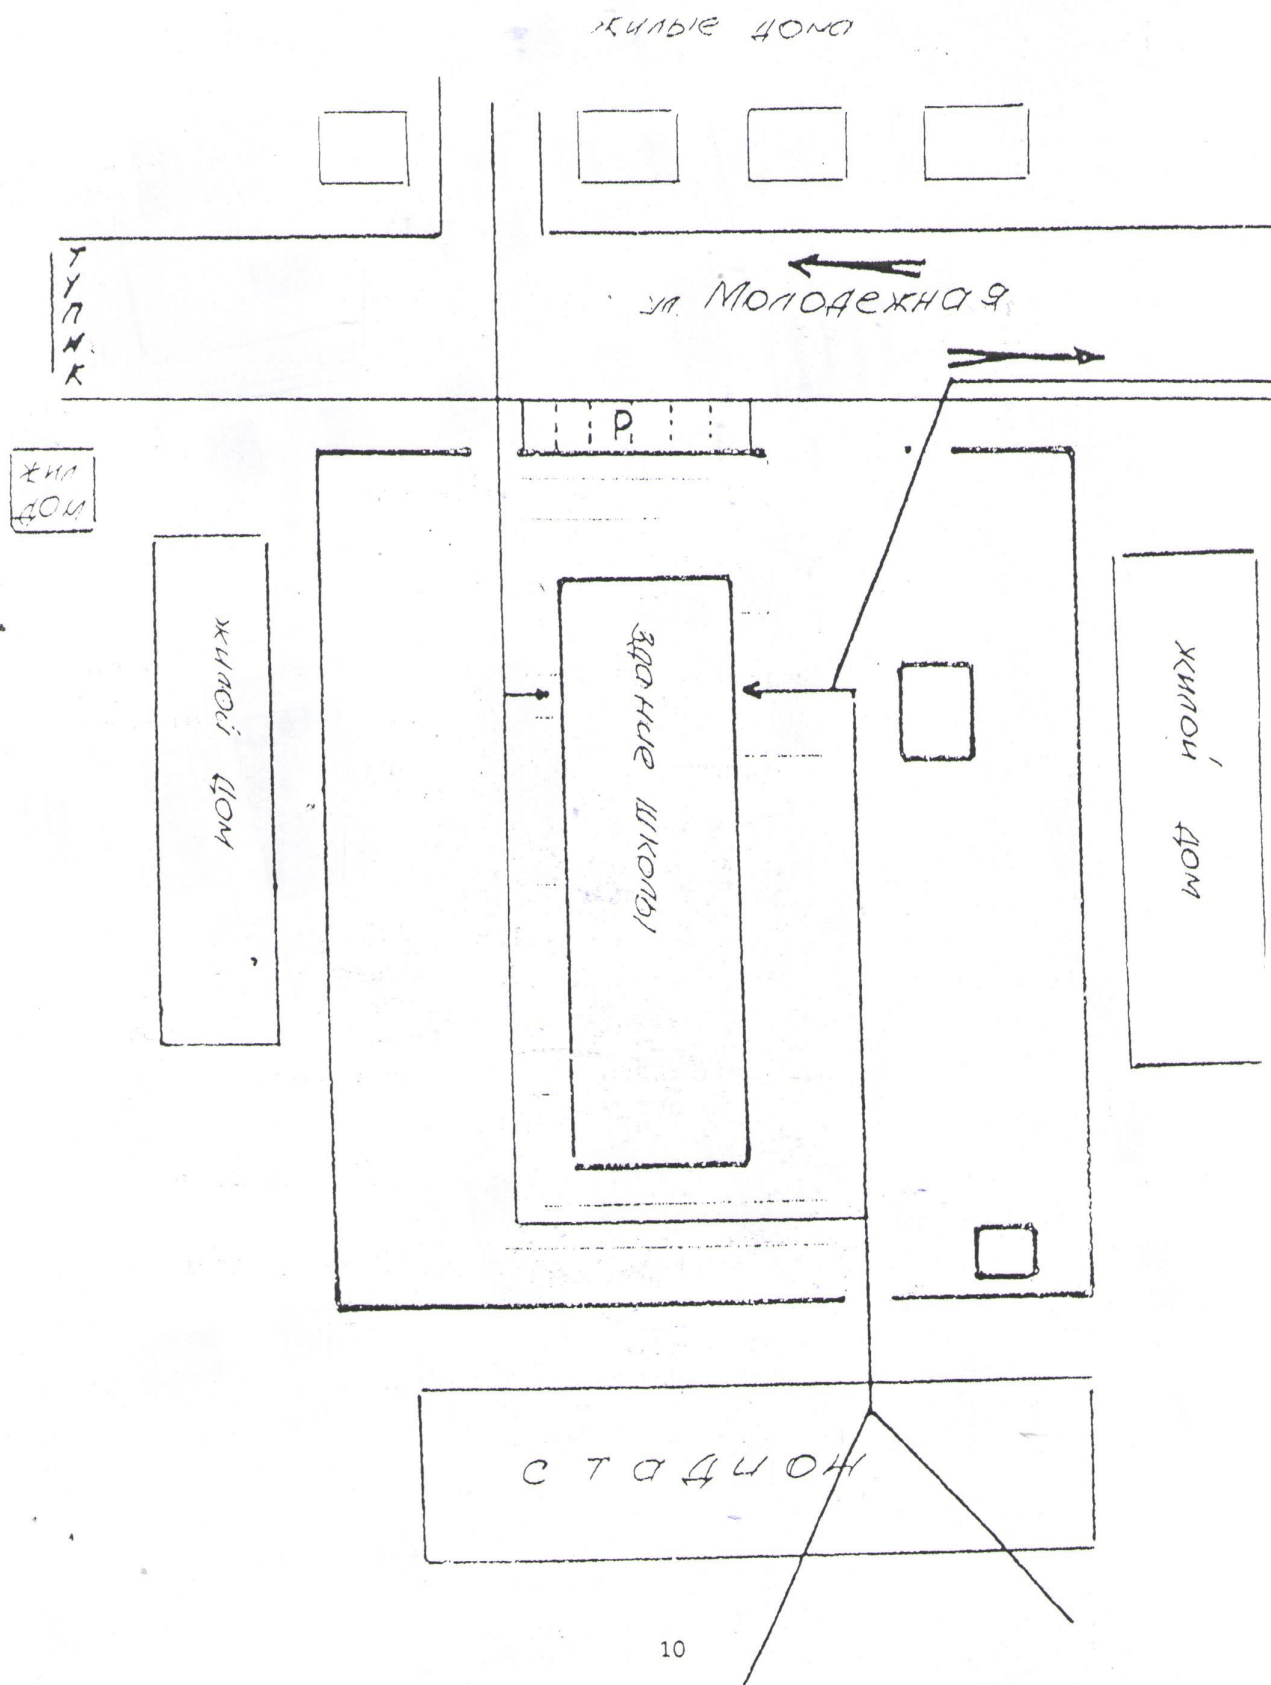 жилые дома
ТУПИК
ул. Молодежная
Р
жил
дом
жилой дом
здание школы
жилой дом
стадион
10